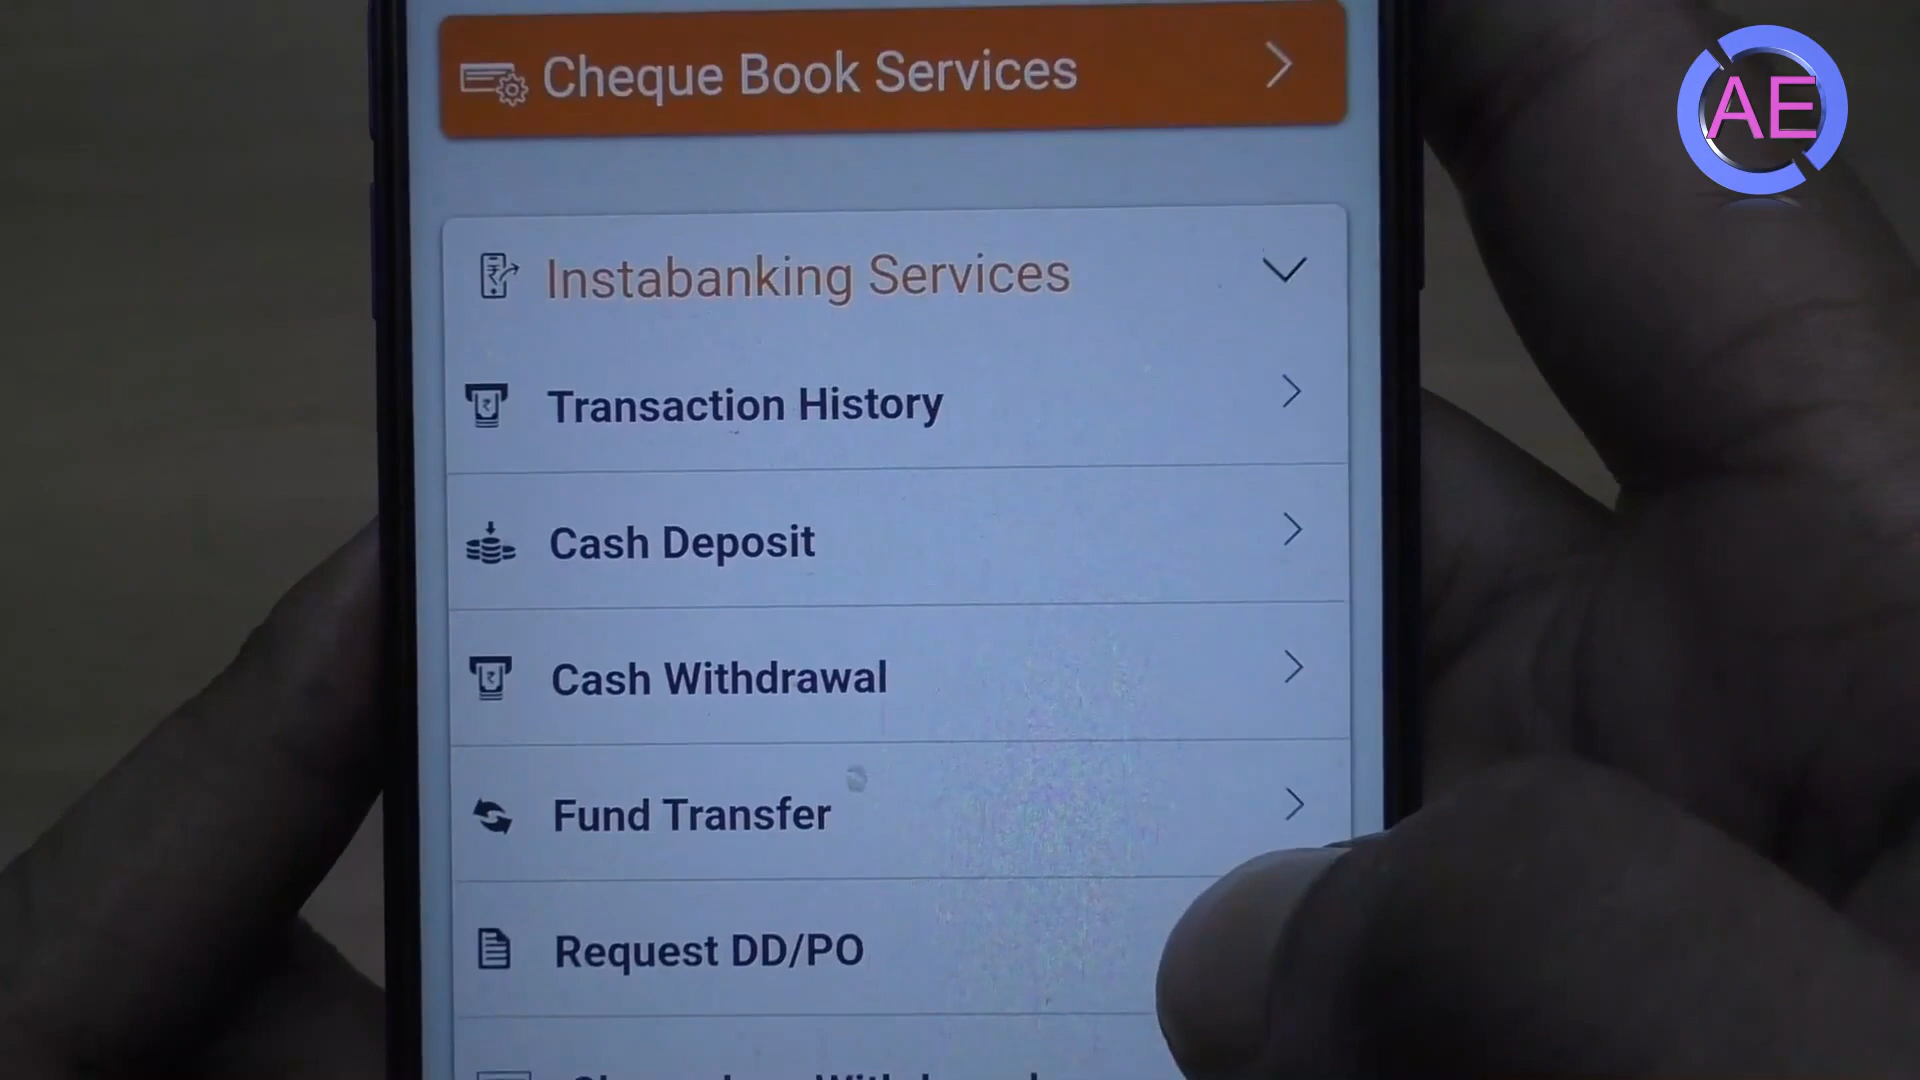 Cheque Book Services
AE
Instabanking Services
Transaction History
Cash Deposit
Cash Withdrawal
Fund Transfer
Request DD/PO